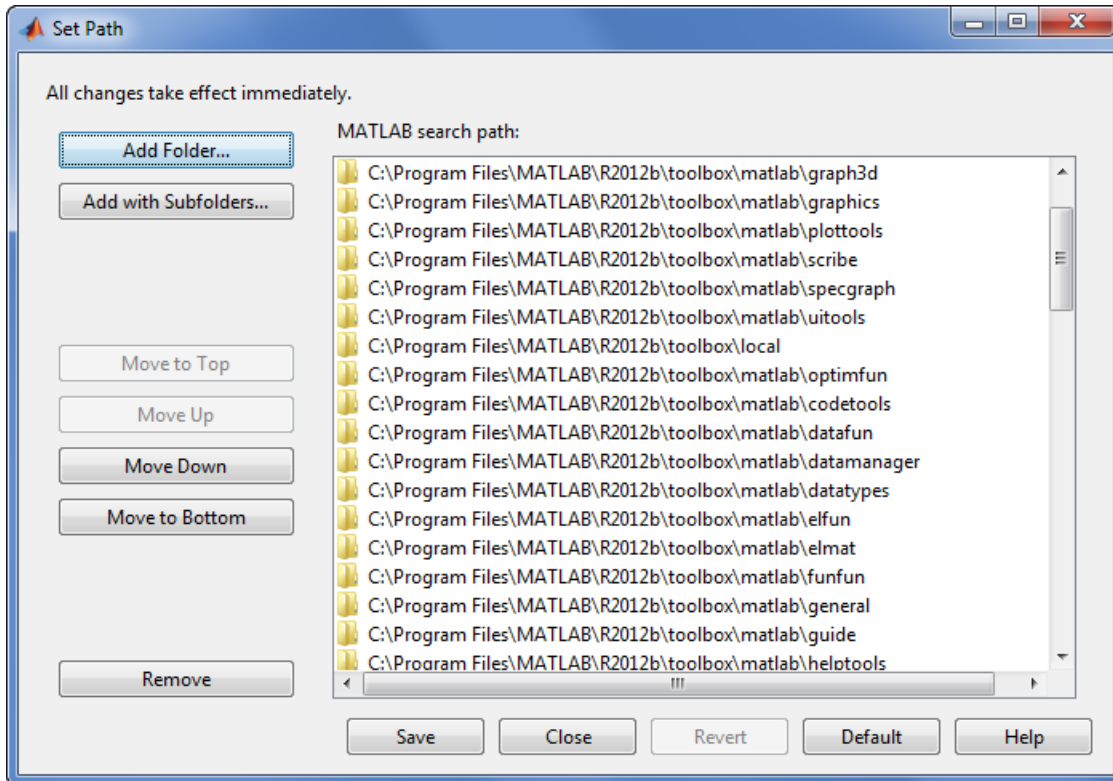 Set Path
All changes take effect immediately.
Add Folder...
Add with Subfolders...
Move to Top
Move Up
Move Down
Move to Bottom
Remove
MATLAB search path:
C:\Program Files\MATLAB\R2012b\toolbox\matlab\graph3d
C:\Program Files\MATLAB\R2012b\toolbox\matlab\graphics
C:\Program Files\MATLAB\R2012b\toolbox\matlab\plottools
C:\Program Files\MATLAB\R2012b\toolbox\matlab\scribe
C:\Program Files\MATLAB\R2012b\toolbox\matlab\specgraph
C:\Program Files\MATLAB\R2012b\toolbox\matlab\uitools
C:\Program Files\MATLAB\R2012b\toolbox\local
C:\Program Files\MATLAB\R2012b\toolbox\matlab\optimfun
C:\Program Files\MATLAB\R2012b\toolbox\matlab\codetools
C:\Program Files\MATLAB\R2012b\toolbox\matlab\datafun
C:\Program Files\MATLAB\R2012b\toolbox\matlab\datamanager
C:\Program Files\MATLAB\R2012b\toolbox\matlab\datatypes
C:\Program Files\MATLAB\R2012b\toolbox\matlab\elfun
C:\Program Files\MATLAB\R2012b\toolbox\matlab\elmat
C:\Program Files\MATLAB\R2012b\toolbox\matlab\funfun
C:\Program Files\MATLAB\R2012b\toolbox\matlab\general
C:\Program Files\MATLAB\R2012b\toolbox\matlab\guide
C:\Program Files\MATLAB\R2012b\toolbox\matlab\helptools
Save
Close
Revert
Default
Help